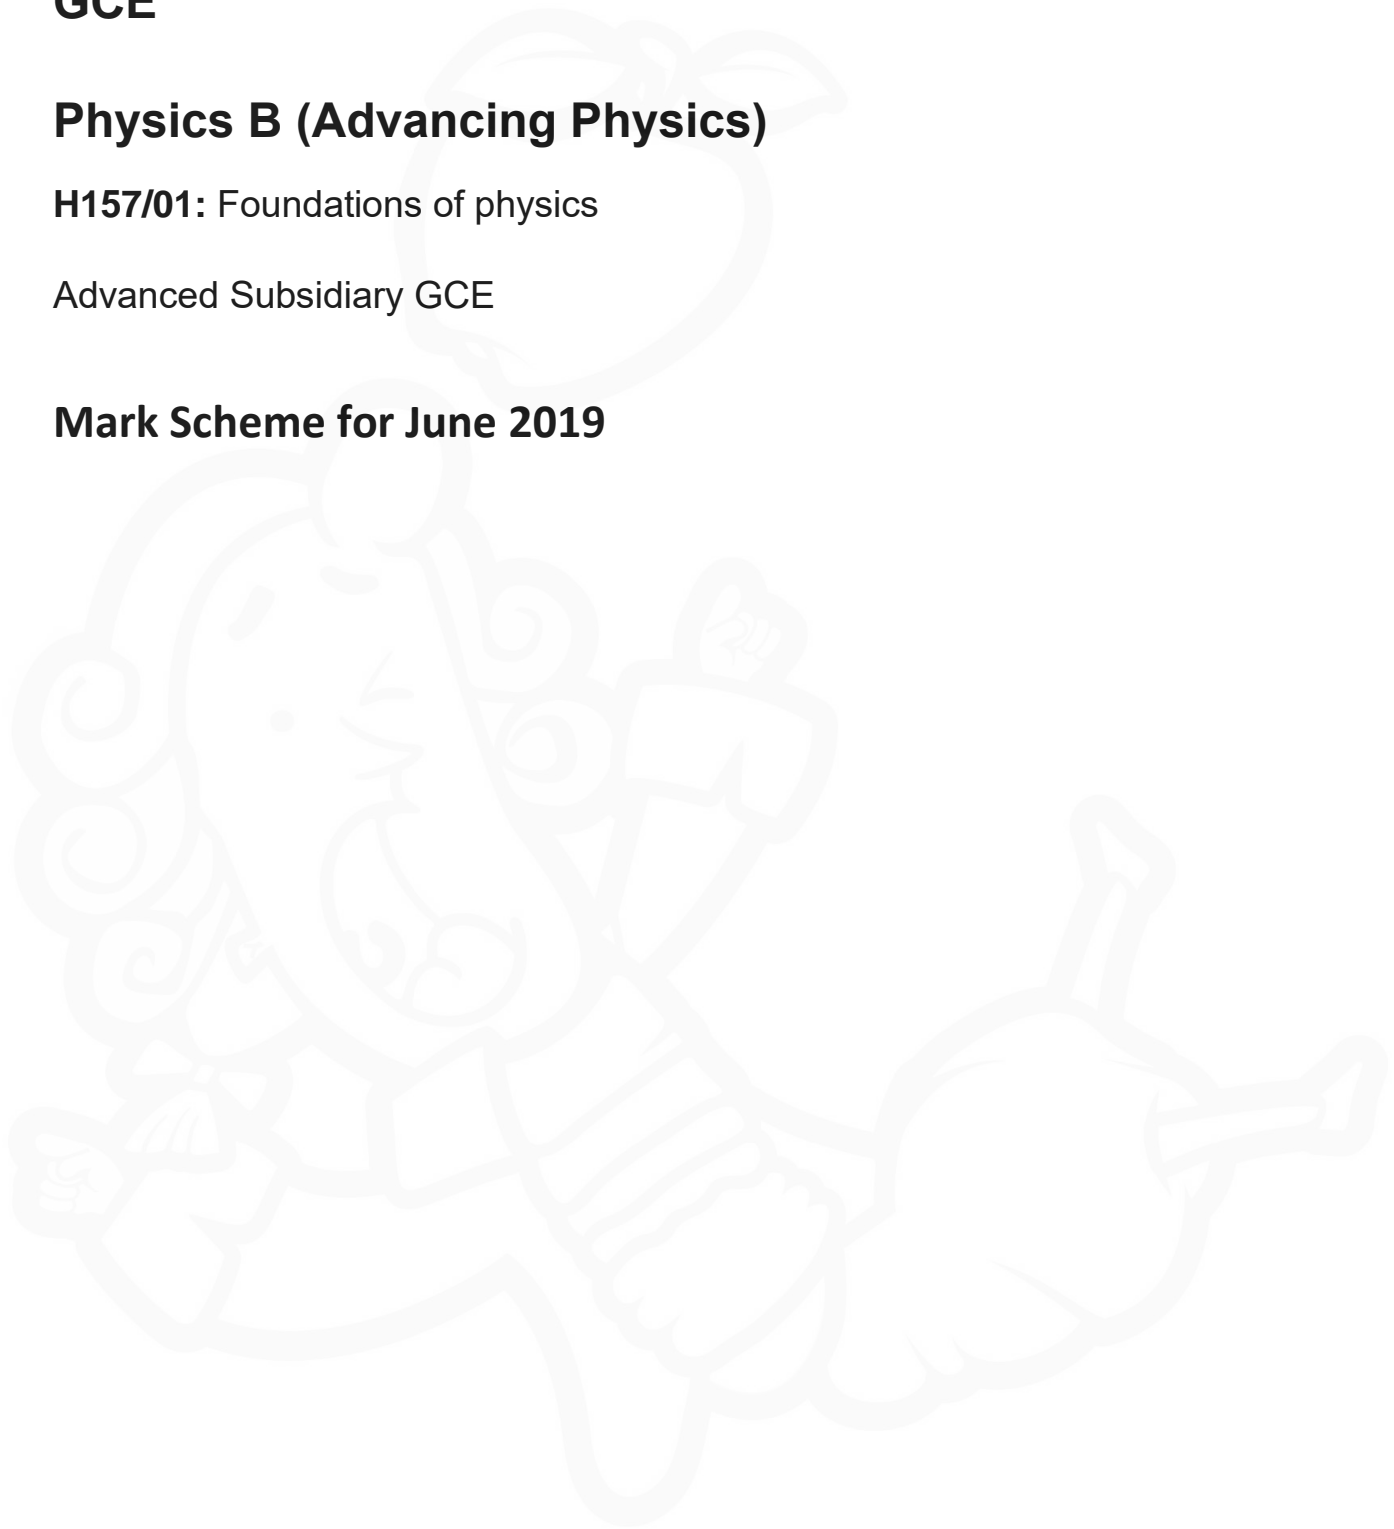 GCE
Physics B (Advancing Physics)
H157/01: Foundations of physics
Advanced Subsidiary GCE
Mark Scheme for June 2019